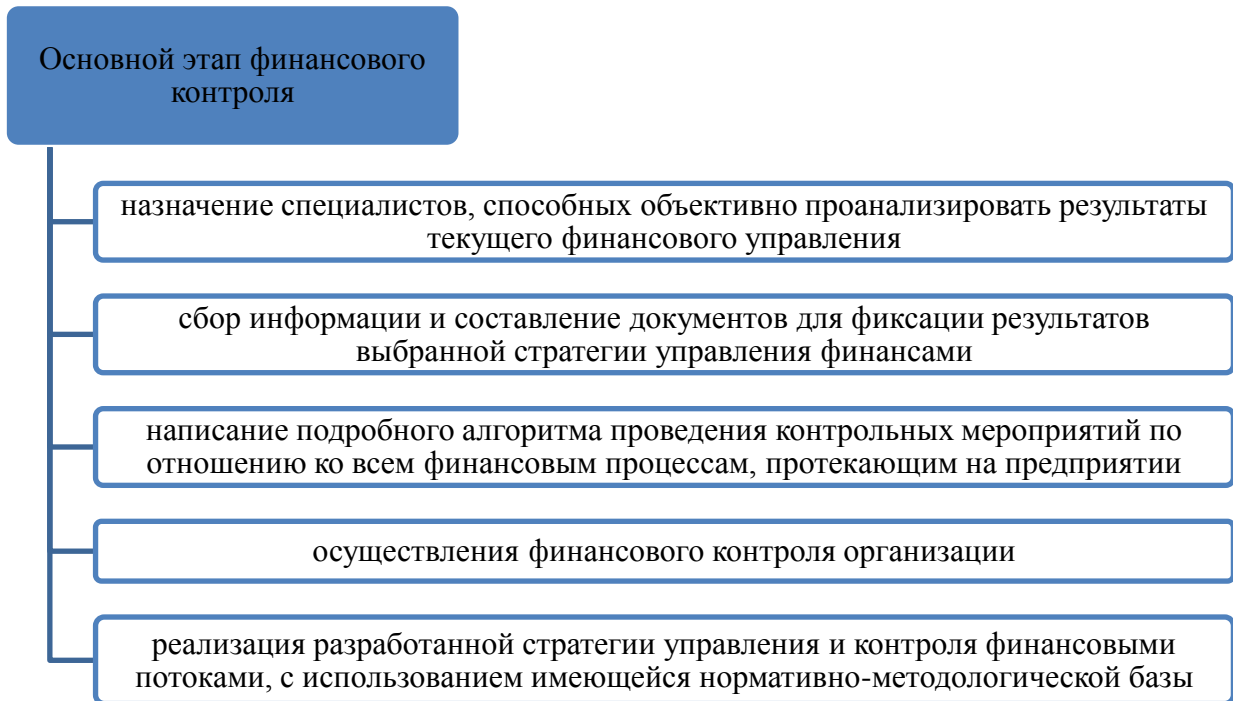 Основной этап финансового
контроля
назначение специалистов, способных объективно проанализировать результаты
текущего финансового управления
сбор информации и составление документов для фиксации результатов
выбранной стратегии управления финансами
написание подробного алгоритма проведения контрольных мероприятий по
отношению ко всем финансовым процессам, протекающим на предприятии
осуществления финансового контроля организации
реализация разработанной стратегии управления и контроля финансовыми
потоками, с использованием имеющейся нормативно-методологической базы